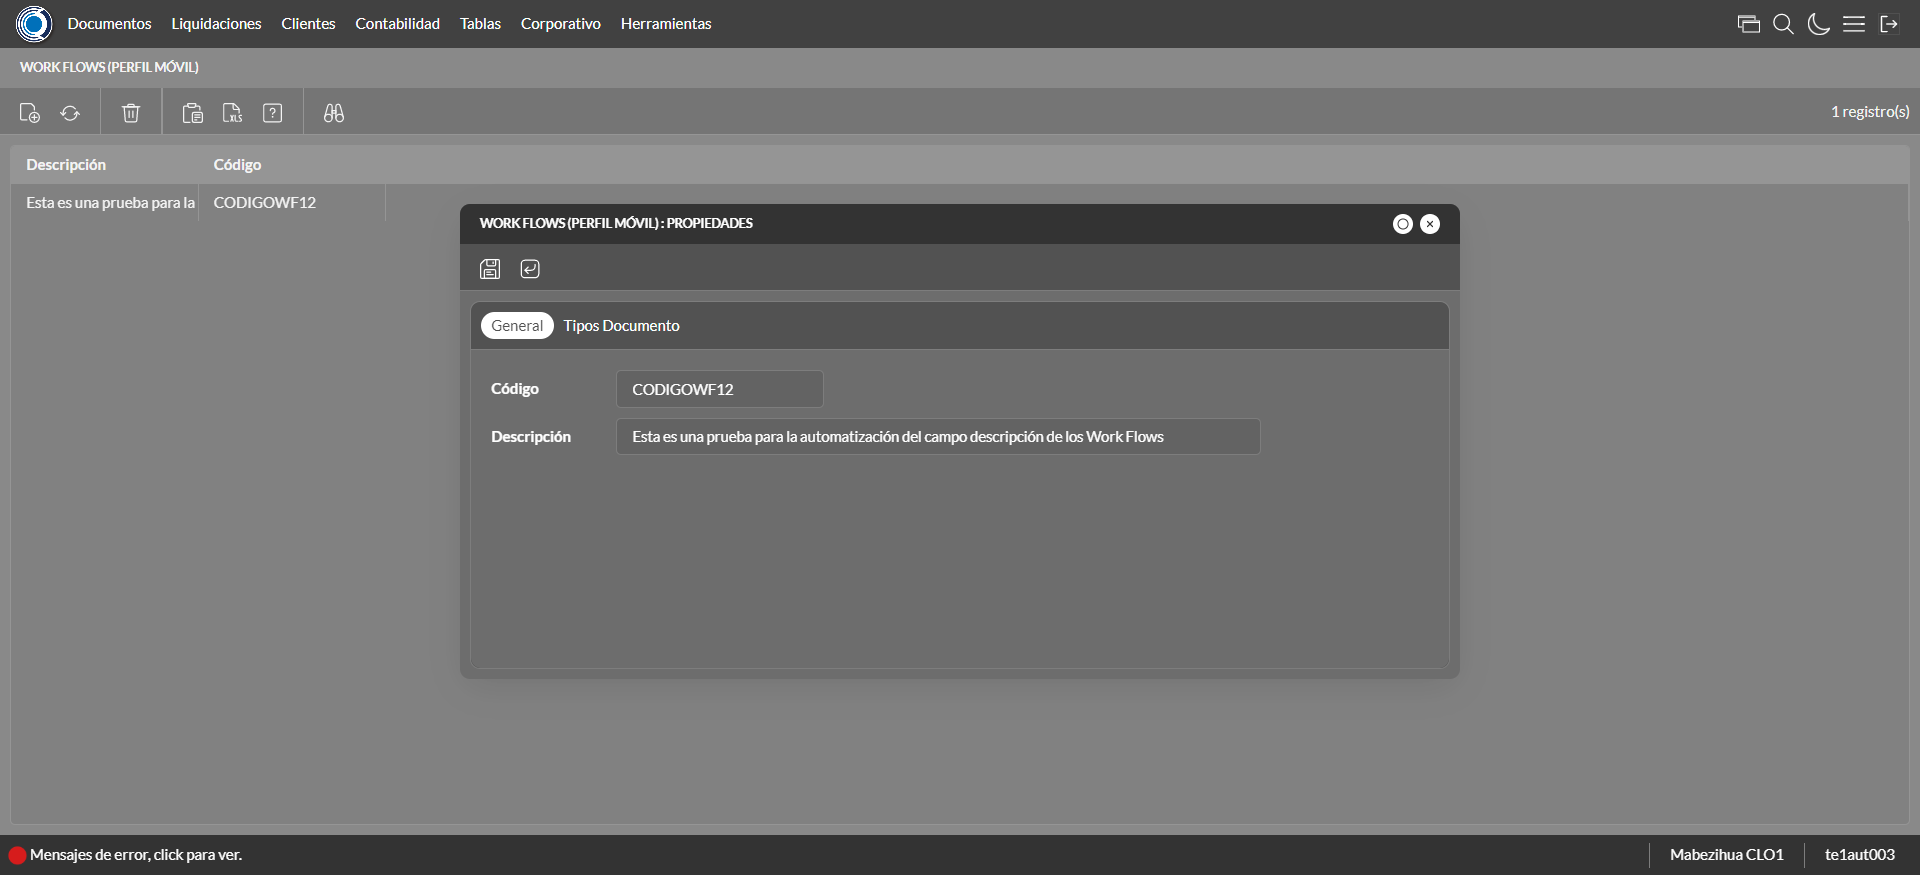 Documentos Liquidaciones Clientes Contabilidad Tablas Corporativo Herramientas
WORK FLOWS (PERFIL MÓVIL)
XLS ? 1 registro(s)
Descripción Código
Esta es una prueba para la CODIGOWF12
WORK FLOWS (PERFIL MÓVIL) : PROPIEDADES
General Tipos Documento
Código CODIGOWF12
Descripción Esta es una prueba para la automatización del campo descripción de los Work Flows
Mensajes de error, click para ver. Mabezihua CLO1 te1aut003